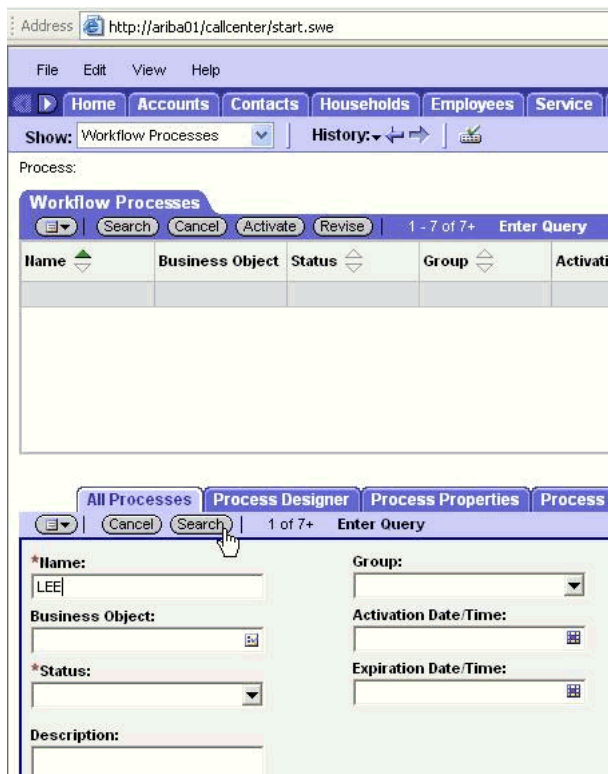 Address http://ariba01/callcenter/start.swe
File Edit View Help
Home Accounts Contacts Households Employees Service
Show: Workflow Processes History:
Process:
Workflow Processes
Search Cancel Activate Revise 1 - 7 of 7+ Enter Query
Name Business Object Status Group Activati
All Processes Process Designer Process Properties Process
Cancel Search 1 of 7+ Enter Query
*Name: Group:
LEE
Business Object: Activation Date/Time:
*Status: Expiration Date/Time:
Description: